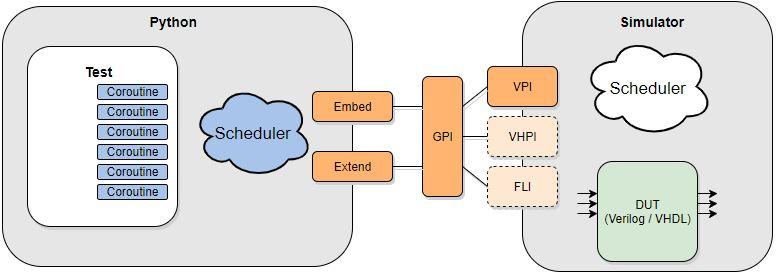 Python
Simulator
Test
Coroutine
Coroutine
Coroutine
Coroutine
Coroutine
Coroutine
Scheduler
Embed
Extend
GPI
VPI
VHPI
FLI
Scheduler
DUT
(Verilog / VHDL)